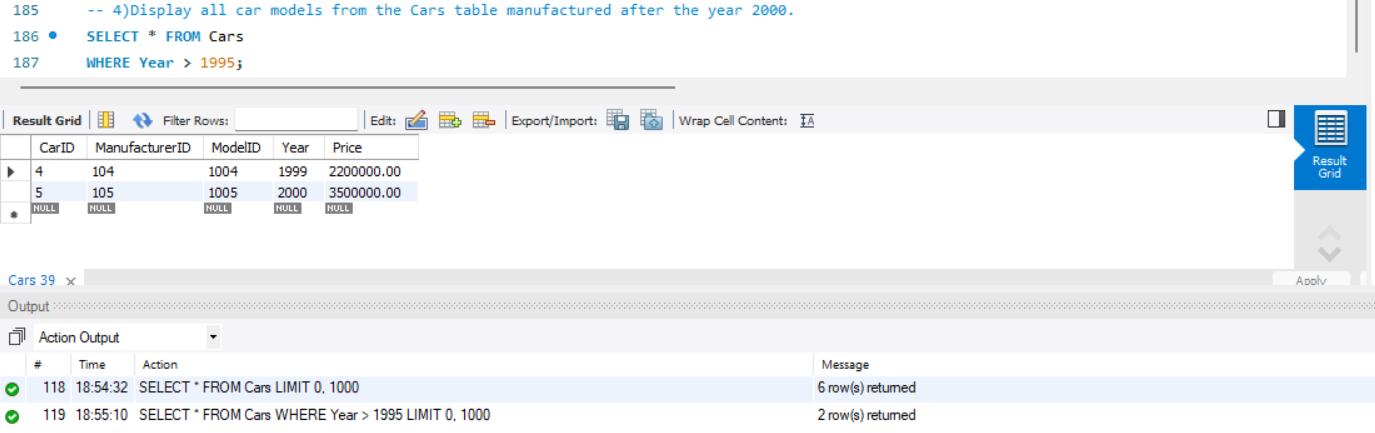 185 -- 4)Display all car models from the Cars table manufactured after the year 2000.
186 SELECT * FROM Cars
187 WHERE Year > 1995;
Result Grid Filter Rows: Edit: Export/Import: Wrap Cell Content: IA
CarID ManufacturerID ModelID Year Price
4 104 1004 1999 2200000.00
5 105 1005 2000 3500000.00
NULL NULL NULL NULL NULL
Result
Grid
Cars 39 x
Apply
Output
Action Output
# Time Action Message
118 18:54:32 SELECT * FROM Cars LIMIT 0, 1000 6 row(s) returned
119 18:55:10 SELECT * FROM Cars WHERE Year > 1995 LIMIT 0, 1000 2 row(s) returned